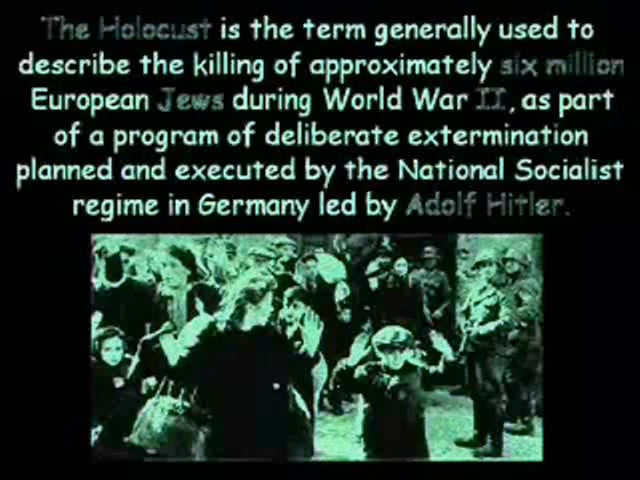 The Holocust is the term generally used to
describe the killing of approximately six million
European Jews during World War II, as part
of a program of deliberate extermination
planned and executed by the National Socialist
regime in Germany led by Adolf Hitler.